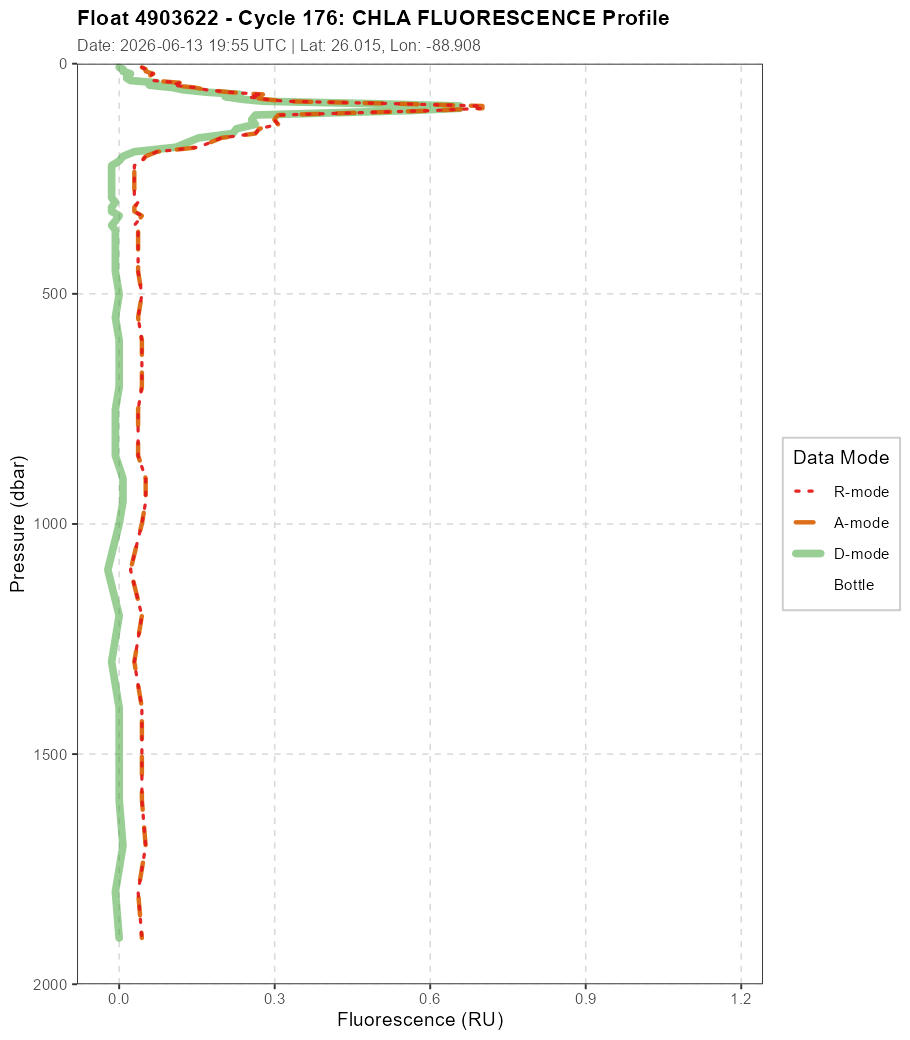 Float 4903622 - Cycle 176: CHLA FLUORESCENCE Profile
Date: 2026-06-13 19:55 UTC | Lat: 26.015, Lon: -88.908
0
500
1000
1500
2000
Pressure (dbar)
0.0 0.3 0.6 0.9 1.2
Fluorescence (RU)
Data Mode
R-mode
A-mode
D-mode
Bottle